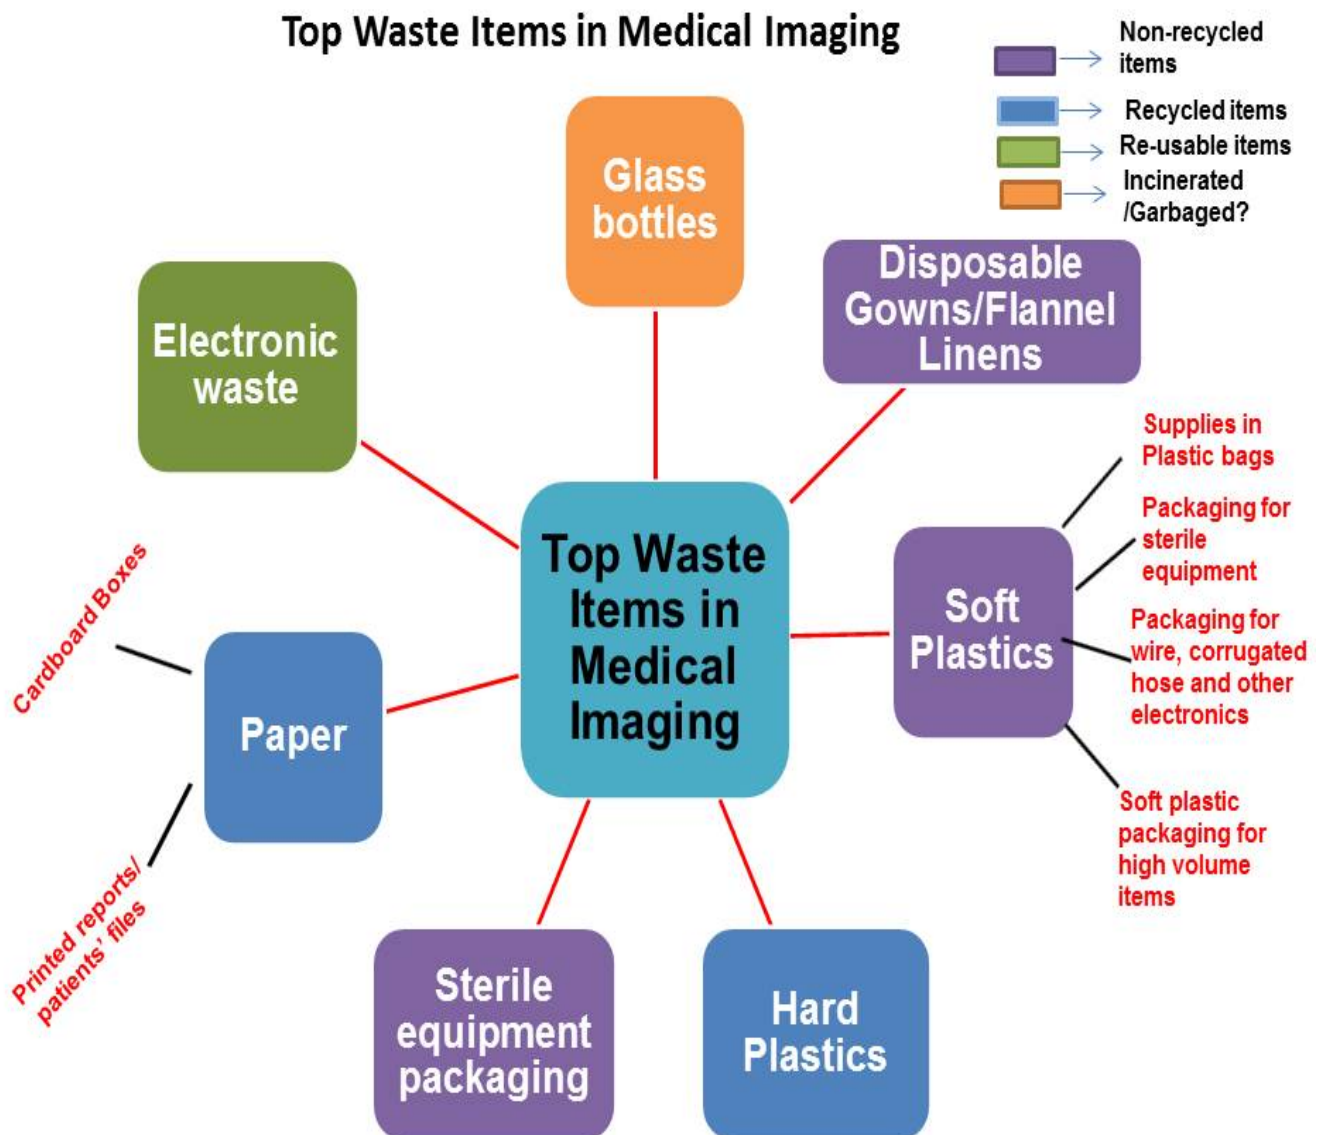 Top Waste Items in Medical Imaging
Non-recycled
items
Recycled items
Re-usable items
Incinerated
/Garbaged?
Glass
bottles
Disposable
Gowns/Flannel
Linens
Electronic
waste
Supplies in
Plastic bags
Packaging for
sterile
equipment
Packaging for
wire, corrugated
hose and other
electronics
Soft plastic
packaging for
high volume
items
Soft
Plastics
Top Waste
Items in
Medical
Imaging
Cardboard Boxes
Paper
Printed reports/
patients' files
Sterile
equipment
packaging
Hard
Plastics